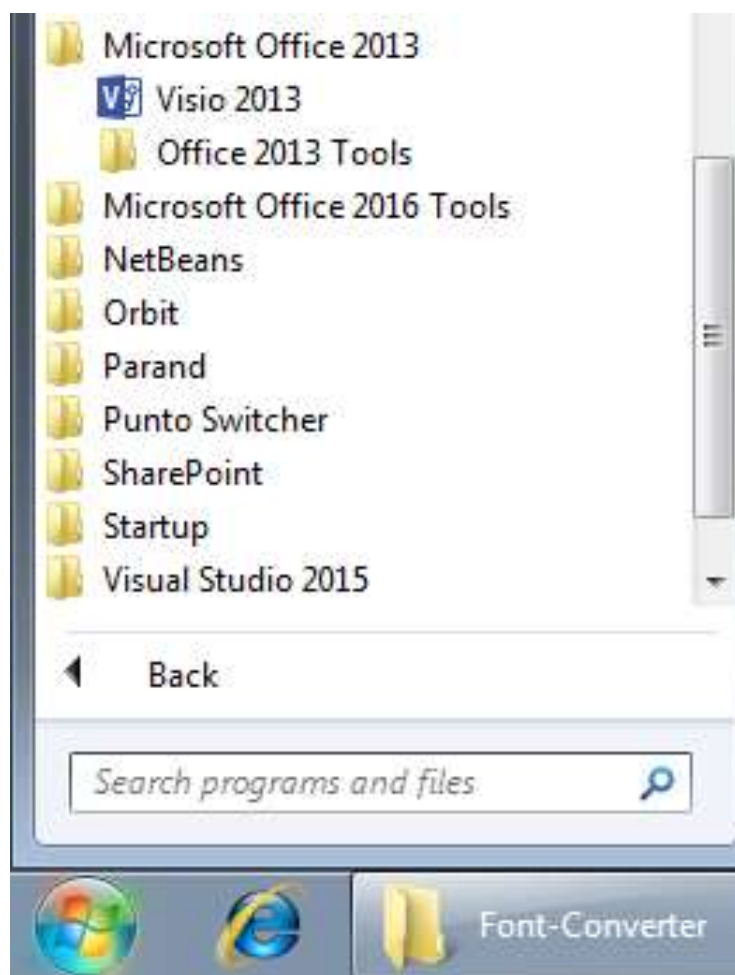 Microsoft Office 2013
Visio 2013
Office 2013 Tools
Microsoft Office 2016 Tools
NetBeans
Orbit
Parand
Punto Switcher
SharePoint
Startup
Visual Studio 2015
Back
Search programs and files
Font-Converter